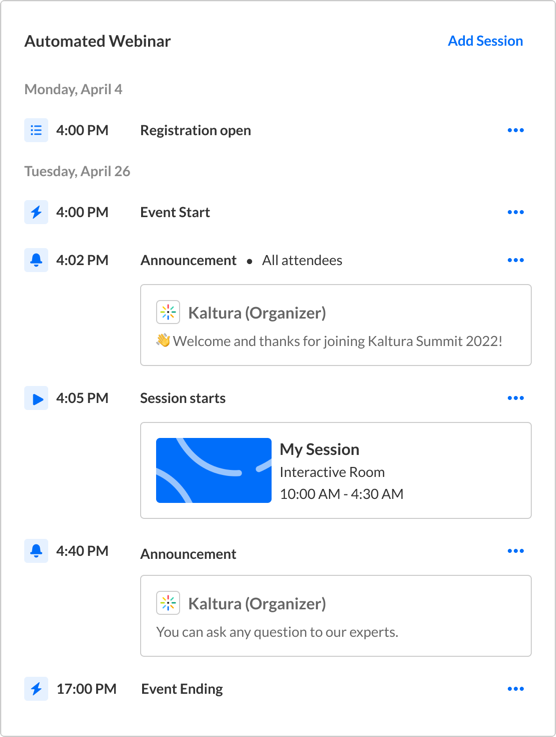 Automated Webinar
Add Session
Monday, April 4
4:00 PM Registration open
Tuesday, April 26
4:00 PM Event Start
4:02 PM Announcement • All attendees
Kaltura (Organizer)
👋 Welcome and thanks for joining Kaltura Summit 2022!
4:05 PM Session starts
My Session
Interactive Room
10:00 AM - 4:30 AM
4:40 PM Announcement
Kaltura (Organizer)
You can ask any question to our experts.
17:00 PM Event Ending